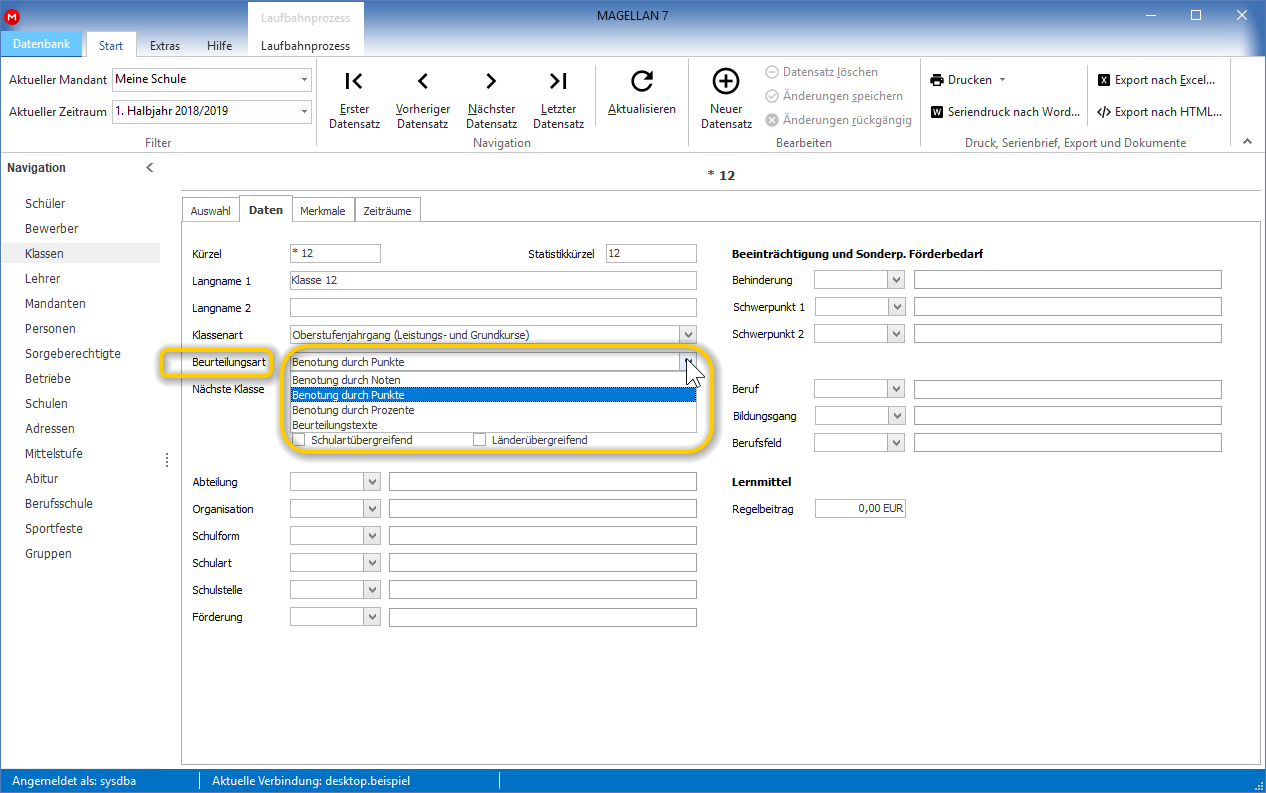 MAGELLAN 7
Laufbahnprozess
Datenbank
Start
Extras
Hilfe
Laufbahnprozess
Aktueller Mandant
Meine Schule
Aktueller Zeitraum
1. Halbjahr 2018/2019
Filter
Erster
Datensatz
Vorheriger
Datensatz
Nächster
Datensatz
Letzter
Datensatz
Aktualisieren
Navigation
Neuer
Datensatz
Datensatz löschen
Änderungen speichern
Änderungen rückgängig
Bearbeiten
Drucken
Seriendruck nach Word...
Export nach Excel...
Export nach HTML...
Druck, Serienbrief, Export und Dokumente
Navigation
Schüler
Bewerber
Klassen
Lehrer
Mandanten
Personen
Sorgeberechtigte
Betriebe
Schulen
Adressen
Mittelstufe
Abitur
Berufsschule
Sportfeste
Gruppen
* 12
Auswahl
Daten
Merkmale
Zeiträume
Kürzel
* 12
Statistikkürzel
12
Langname 1
Klasse 12
Langname 2
Klassenart
Oberstufenjahrgang (Leistungs- und Grundkurse)
Beurteilungsart
Benotung durch Punkte
Nächste Klasse
Benotung durch Noten
Benotung durch Punkte
Benotung durch Prozente
Beurteilungstexte
Schulartübergreifend
Länderübergreifend
Abteilung
Organisation
Schulform
Schulart
Schulstelle
Förderung
Beeinträchtigung und Sonderp. Förderbedarf
Behinderung
Schwerpunkt 1
Schwerpunkt 2
Beruf
Bildungsgang
Berufsfeld
Lernmittel
Regelbeitrag
0,00 EUR
Angemeldet als: sysdba
Aktuelle Verbindung: desktop.beispiel